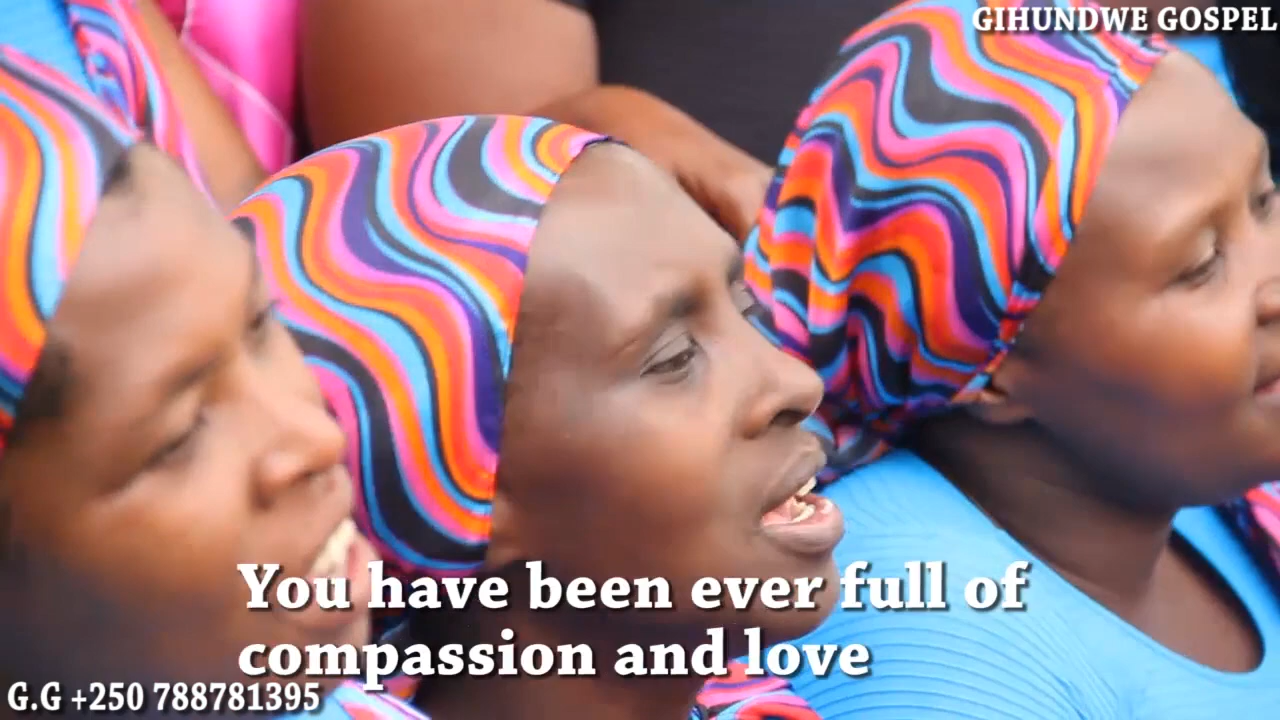 GIHUNDWE GOSPEL
You have been ever full of
compassion and love
G.G +250 788781395